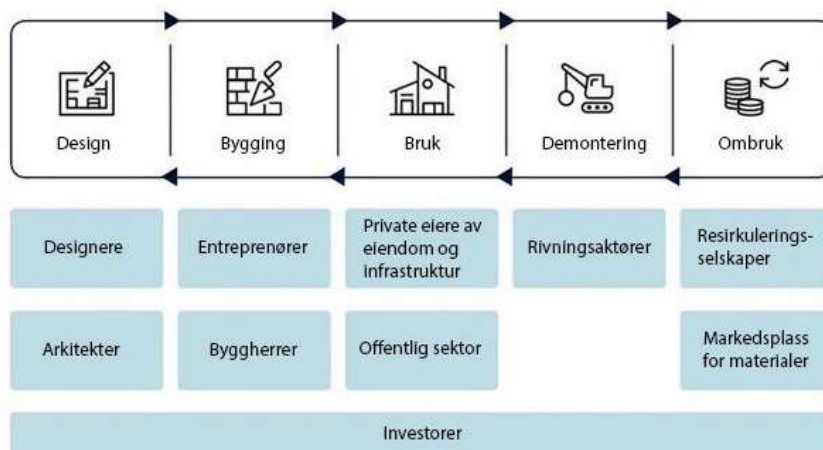 Design
Bygging
Bruk
Demontering
Ombruk
Designere
Entreprenører
Private eiere av
eiendom og
infrastruktur
Rivningsaktører
Resirkulerings-
selskaper
Arkitekter
Byggherrer
Offentlig sektor
Markedsplass
for materialer
Investorer